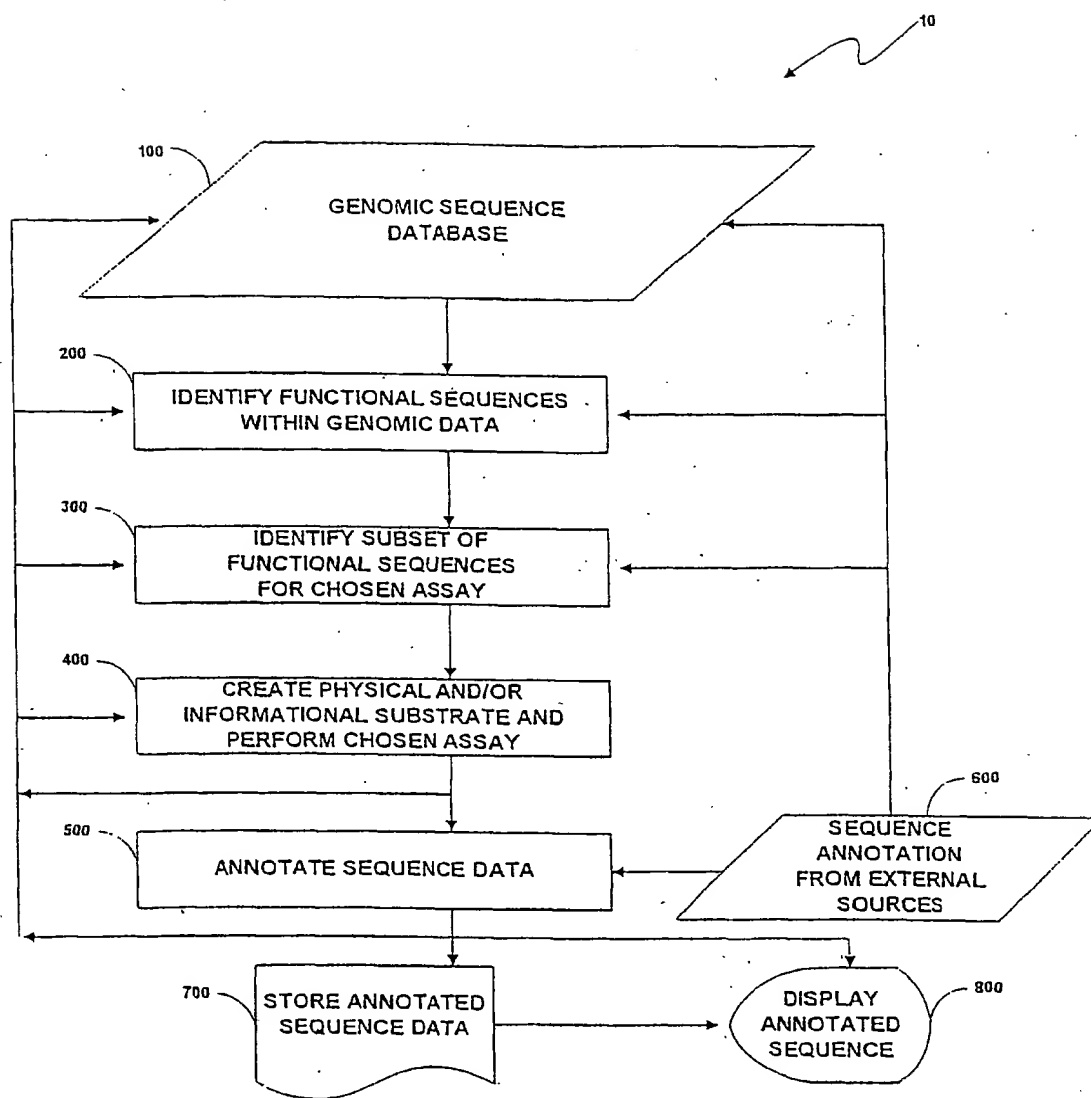 10
100
GENOMIC SEQUENCE
DATABASE
200
IDENTIFY FUNCTIONAL SEQUENCES
WITHIN GENOMIC DATA
300
IDENTIFY SUBSET OF
FUNCTIONAL SEQUENCES
FOR CHOSEN ASSAY
400
CREATE PHYSICAL AND/OR
INFORMATIONAL SUBSTRATE AND
PERFORM CHOSEN ASSAY
500
ANNOTATE SEQUENCE DATA
600
SEQUENCE
ANNOTATION
FROM EXTERNAL
SOURCES
700
STORE ANNOTATED
SEQUENCE DATA
DISPLAY
ANNOTATED
SEQUENCE
800